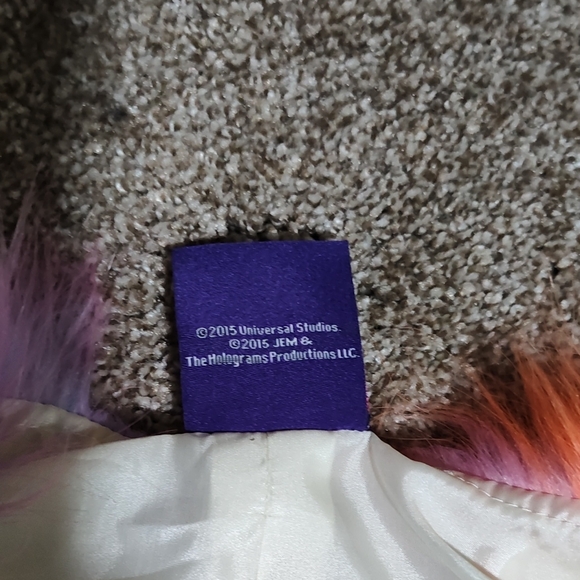 ©2015 Universal Studios.
©2015 JEM &
The Holograms Productions LLC.